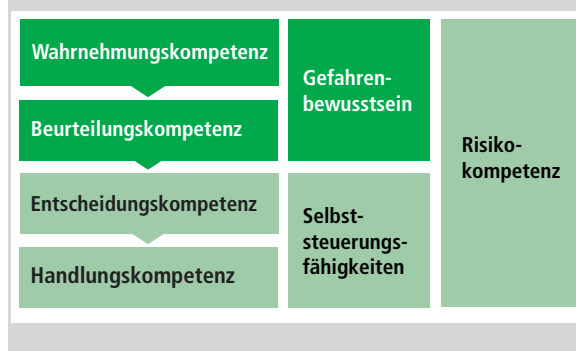 Wahrnehmungskompetenz
Beurteilungskompetenz
Entscheidungskompetenz
Handlungskompetenz
Gefahren-
bewusstsein
Selbst-
steuerungs-
fähigkeiten
Risiko-
kompetenz